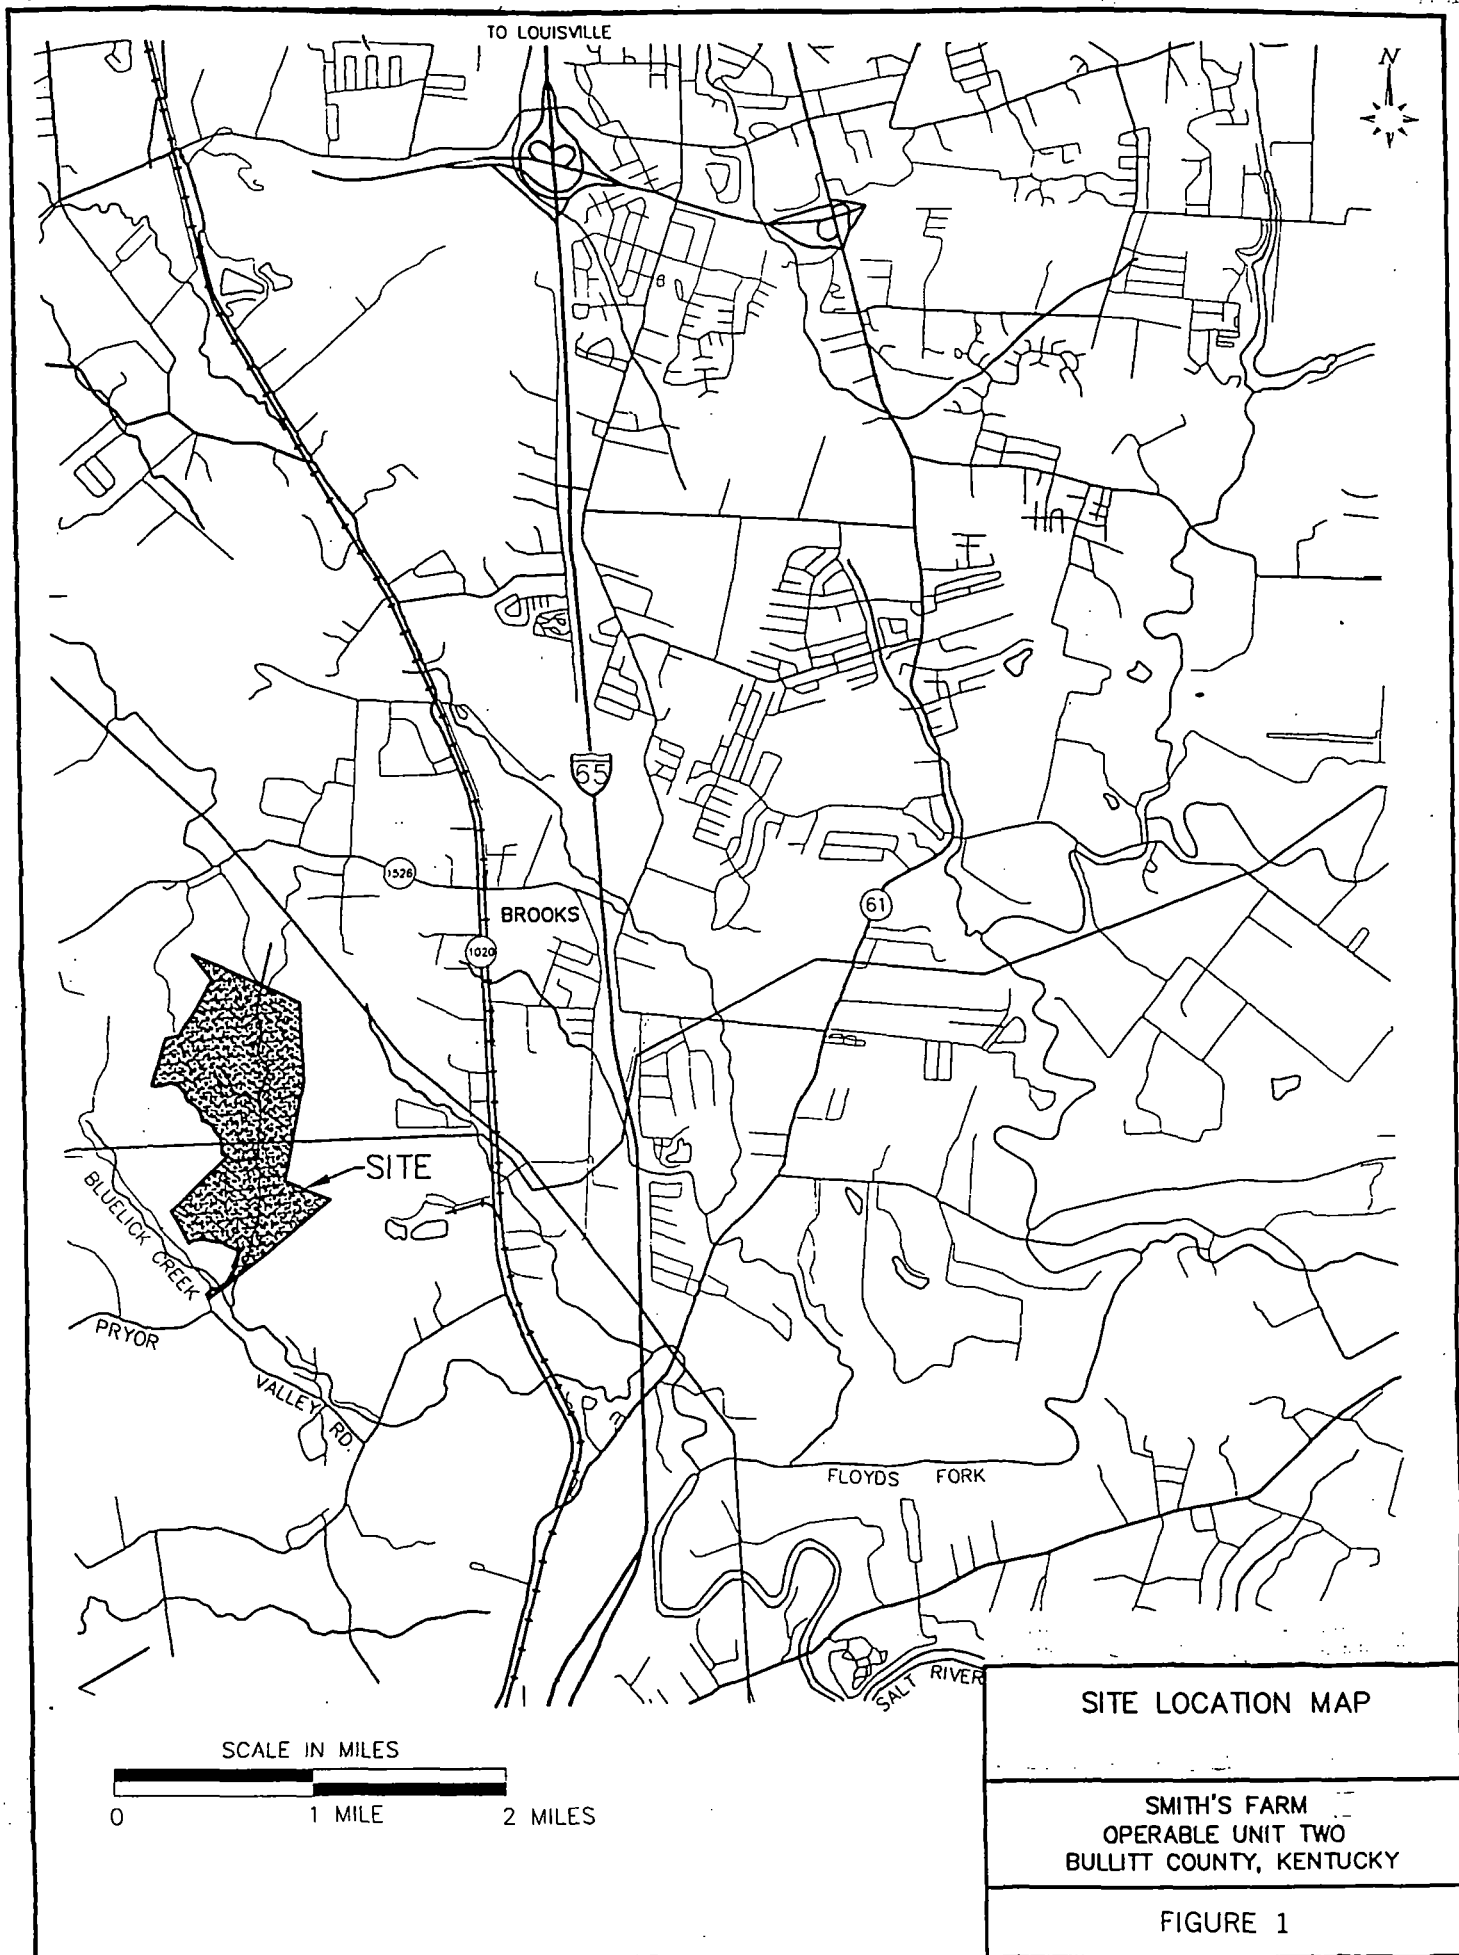 TO LOUISVILLE
N
65
1526
BROOKS
61
1020
SITE
BLUELICK CREEK
PRYOR
VALLEY RD.
FLOYDS FORK
SALT RIVER
SITE LOCATION MAP
SCALE IN MILES
0 1 MILE 2 MILES
SMITH'S FARM
OPERABLE UNIT TWO
BULLITT COUNTY, KENTUCKY
FIGURE 1